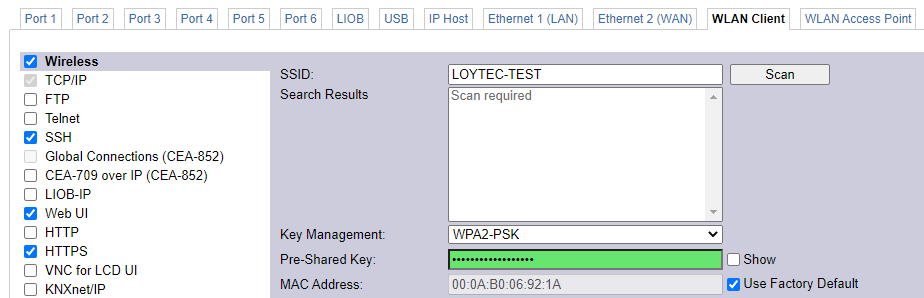 Port 1 Port 2 Port 3 Port 4 Port 5 Port 6 LIOB USB IP Host Ethernet 1 (LAN) Ethernet 2 (WAN) WLAN Client WLAN Access Point
Wireless
TCP/IP
FTP
Telnet
SSH
Global Connections (CEA-852)
CEA-709 over IP (CEA-852)
LIOB-IP
Web UI
HTTP
HTTPS
VNC for LCD UI
KNXnet/IP
SSID: LOYTEC-TEST Scan
Search Results Scan required
Key Management: WPA2-PSK
Pre-Shared Key: •••••••••••••••••• Show
MAC Address: 00:0A:B0:06:92:1A Use Factory Default